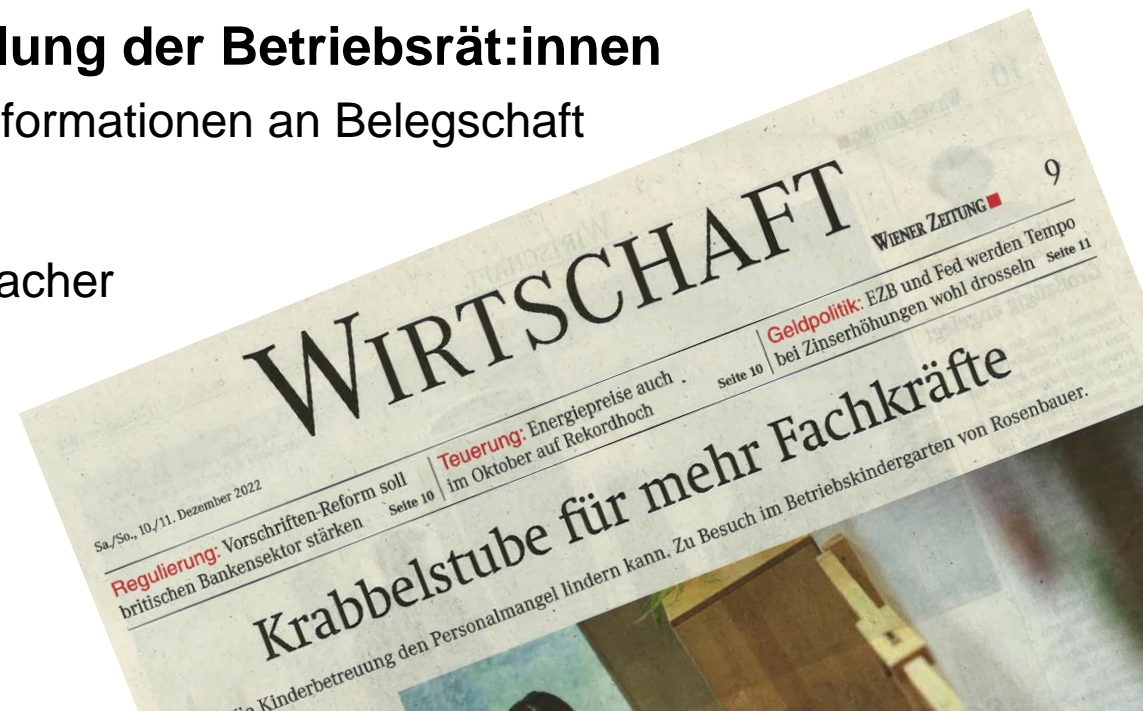 lung der Betriebsrät:innen
formationen an Belegschaft
acher
WIRTSCHAFT
WIENER ZEITUNG
9
Sa./So., 10./11. Dezember 2022
Regulierung: Vorschriften-Reform soll
britischen Bankensektor stärken Seite 10
Teuerung: Energiepreise auch
im Oktober auf Rekordhoch Seite 10
Geldpolitik: EZB und Fed werden Tempo
bei Zinserhöhungen wohl drosseln Seite 11
Krabbelstube für mehr Fachkräfte
Kinderbetreuung den Personalmangel lindern kann. Zu Besuch im Betriebskindergarten von Rosenbauer.